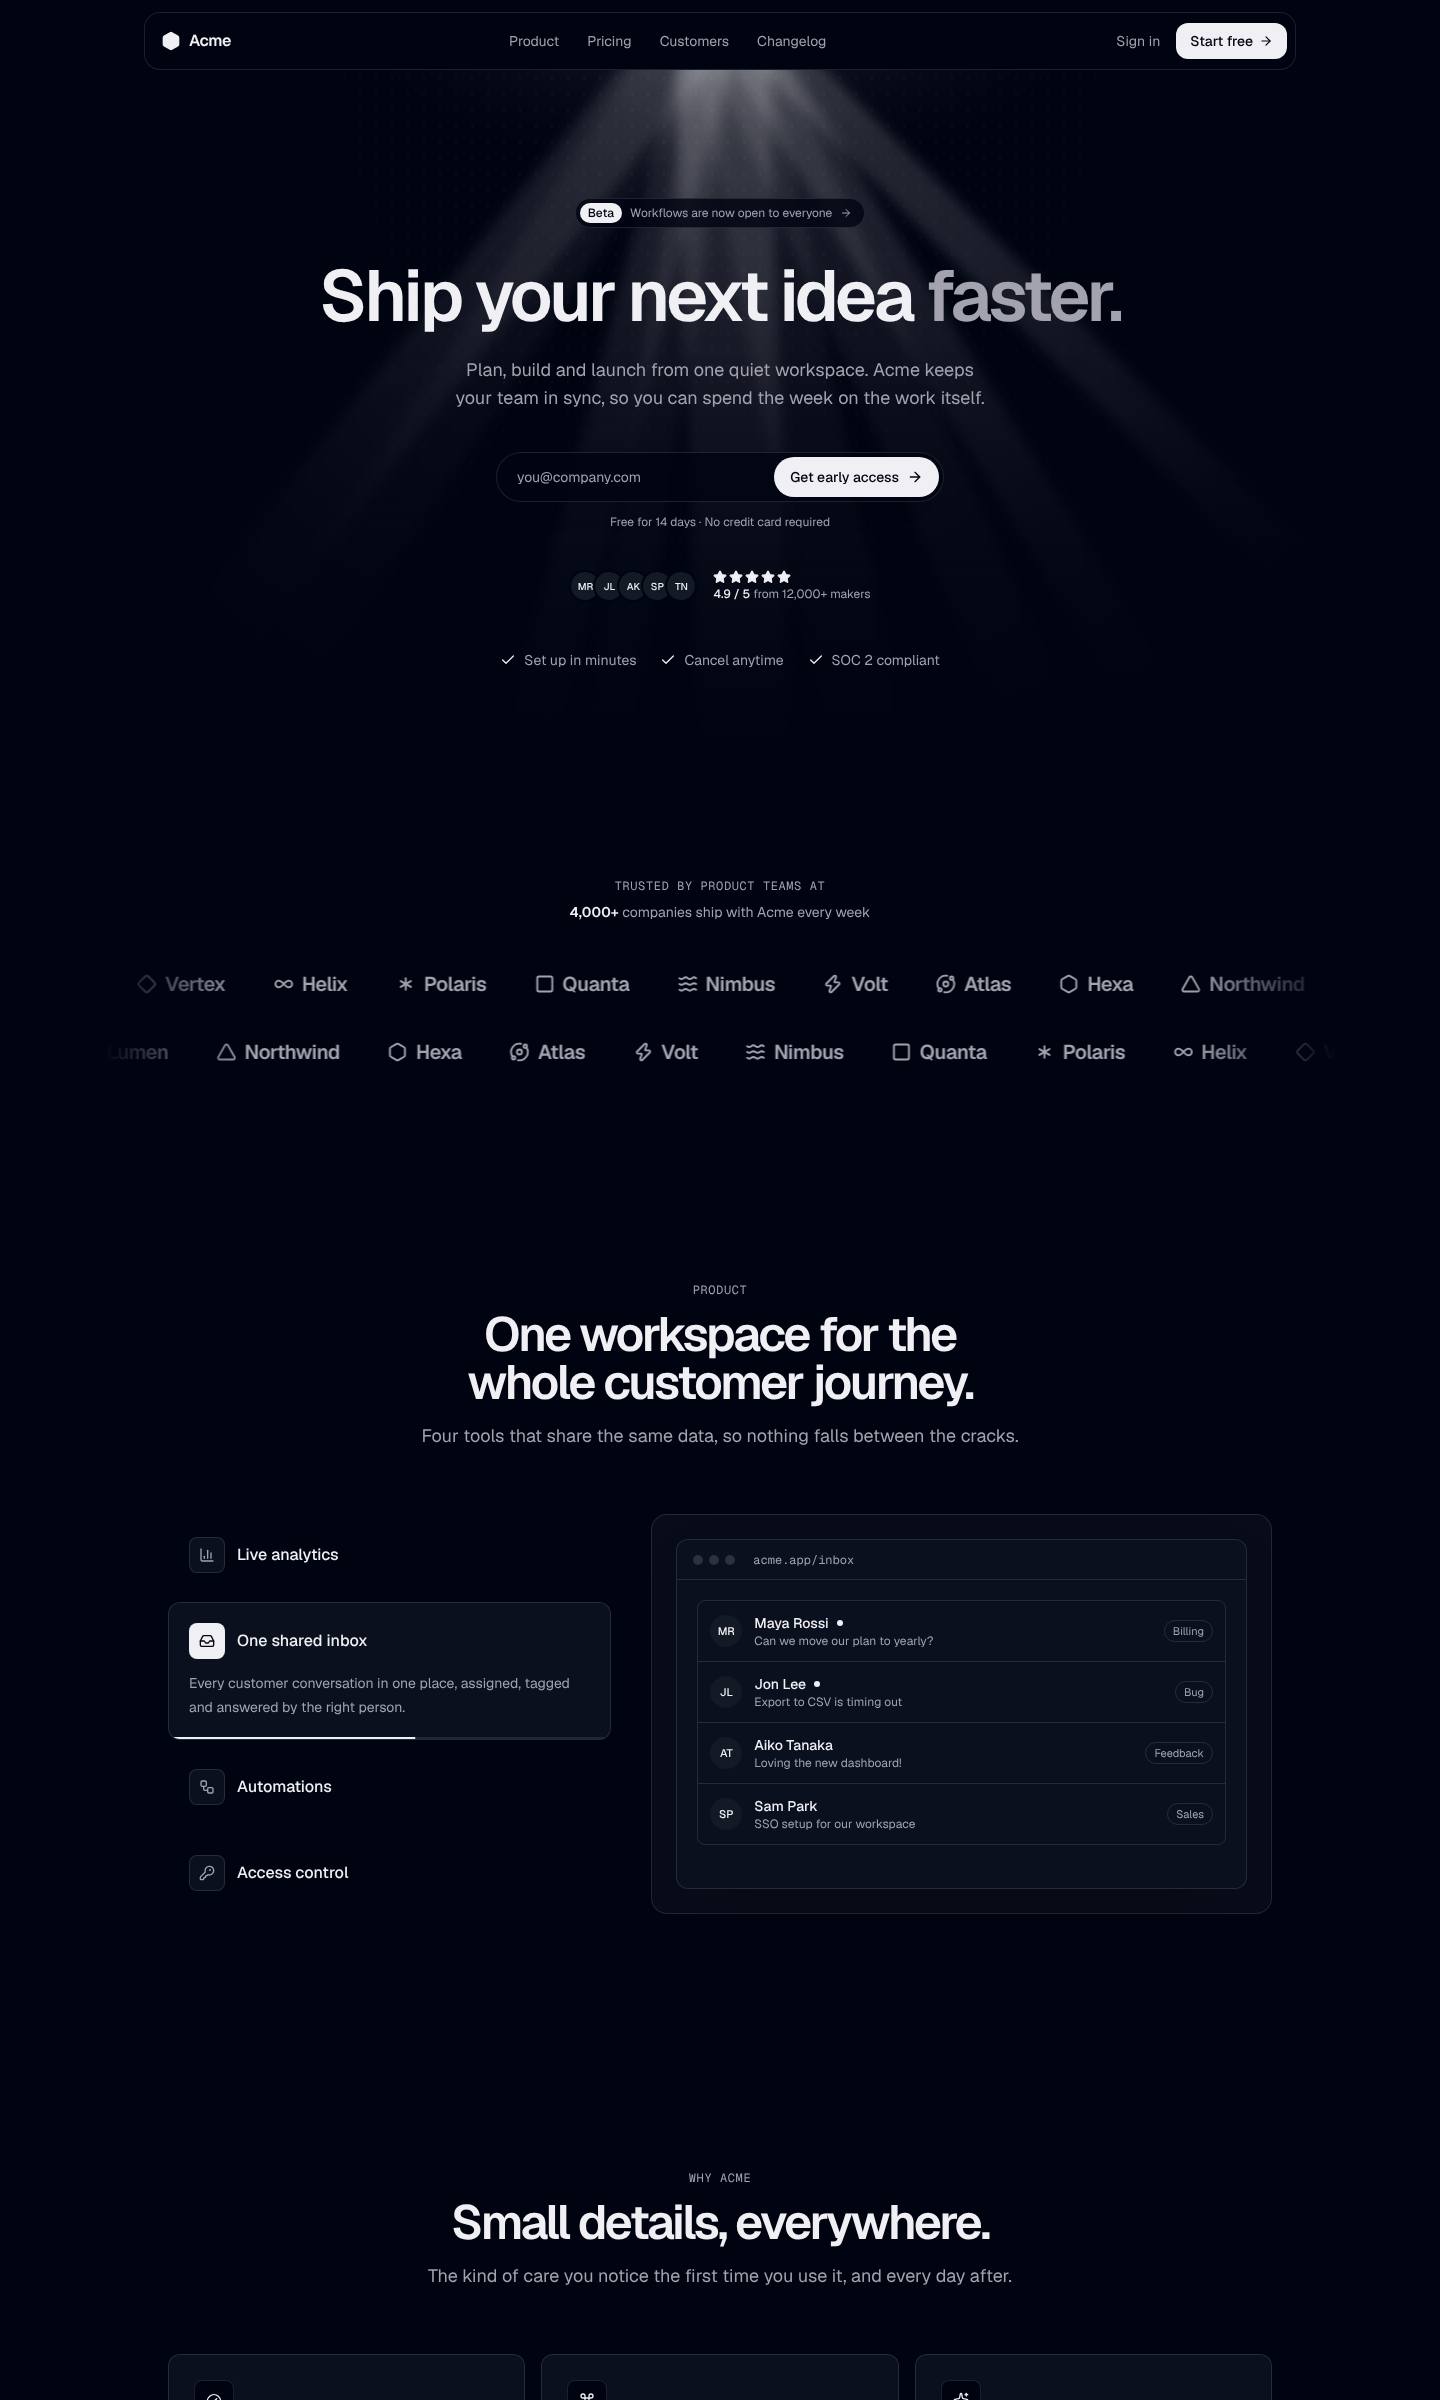 Acme
Product
Pricing
Customers
Changelog
Sign in
Start free
Beta
Workflows are now open to everyone
Ship your next idea faster.
Plan, build and launch from one quiet workspace. Acme keeps
your team in sync, so you can spend the week on the work itself.
you@company.com
Get early access
Free for 14 days · No credit card required
MR JL AK SP TN
4.9 / 5 from 12,000+ makers
Set up in minutes
Cancel anytime
SOC 2 compliant
TRUSTED BY PRODUCT TEAMS AT
4,000+ companies ship with Acme every week
Vertex Helix Polaris Quanta Nimbus Volt Atlas Hexa Northwind
Lumen Northwind Hexa Atlas Volt Nimbus Quanta Polaris Helix
PRODUCT
One workspace for the
whole customer journey.
Four tools that share the same data, so nothing falls between the cracks.
Live analytics
One shared inbox
Every customer conversation in one place, assigned, tagged
and answered by the right person.
Automations
Access control
acme.app/inbox
MR
Maya Rossi
Can we move our plan to yearly?
Billing
JL
Jon Lee
Export to CSV is timing out
Bug
AT
Aiko Tanaka
Loving the new dashboard!
Feedback
SP
Sam Park
SSO setup for our workspace
Sales
WHY ACME
Small details, everywhere.
The kind of care you notice the first time you use it, and every day after.